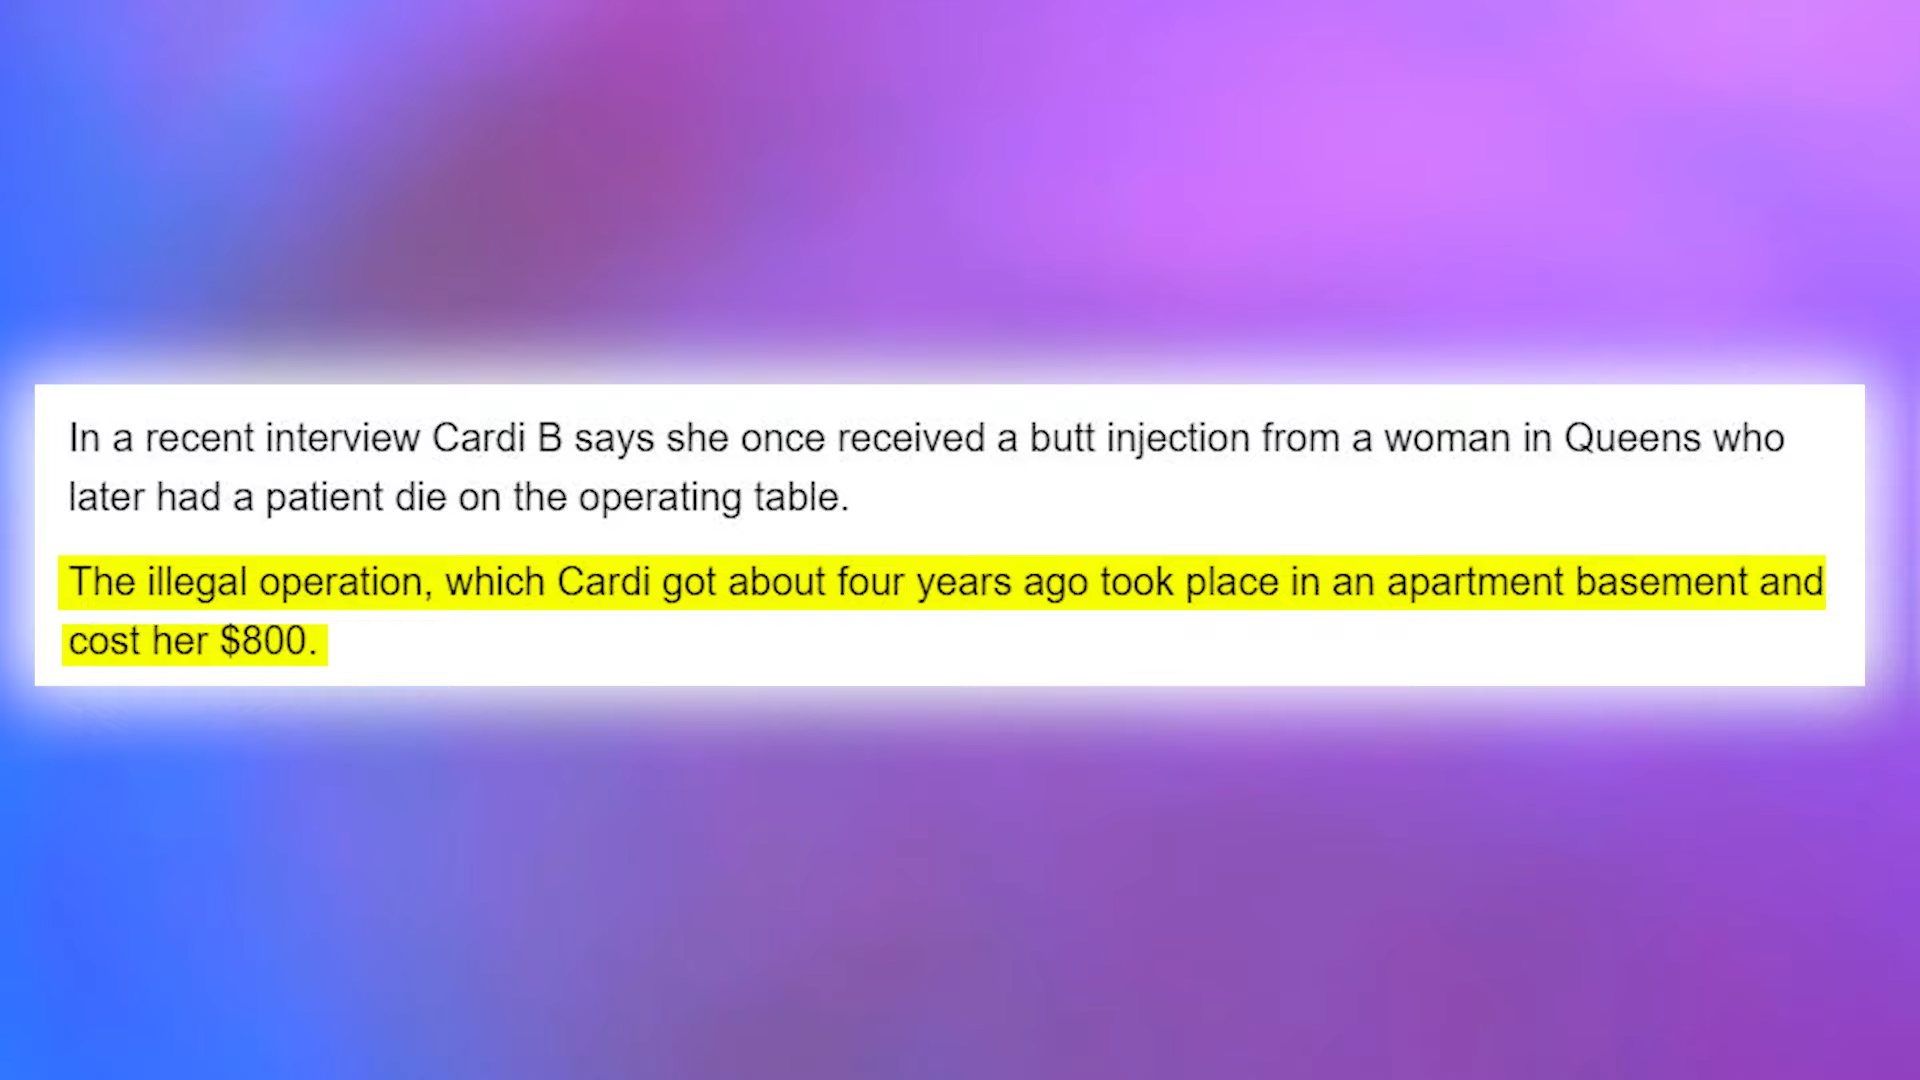 In a recent interview Cardi B says she once received a butt injection from a woman in Queens who
later had a patient die on the operating table.
The illegal operation, which Cardi got about four years ago took place in an apartment basement and
cost her $800.